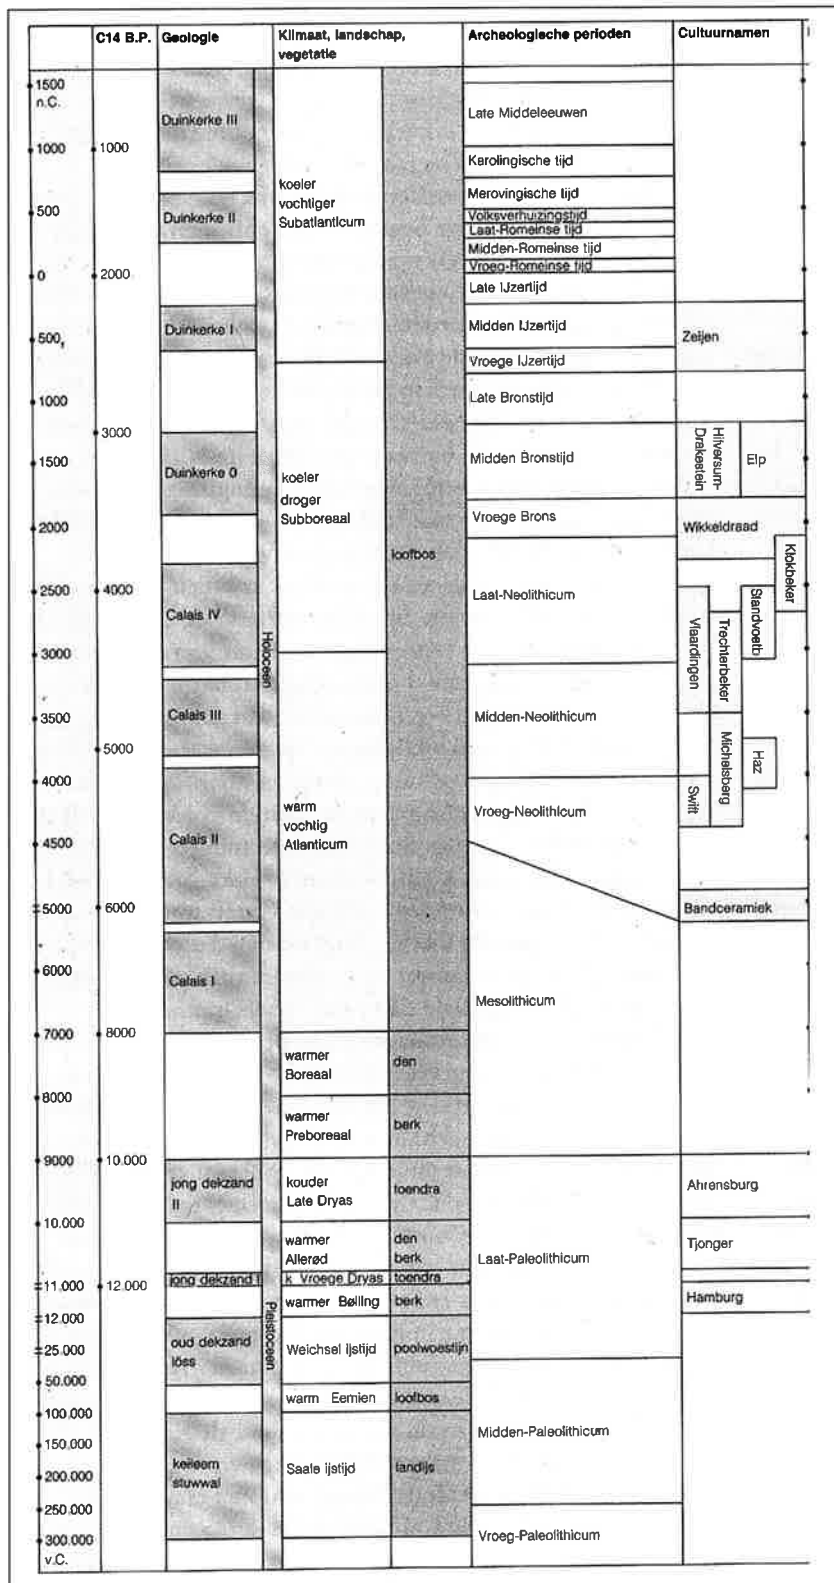 C14 B.P.
Geologie
Klimaat, landschap,
vegetatie
Archeologische perioden
Cultuurnamen
1500
n.C.
1000
500
0
500
1000
1500
2000
2500
3000
3500
4000
4500
5000
6000
7000
8000
9000
10.000
11.000
12.000
25.000
50.000
100.000
150.000
200.000
250.000
300.000
v.C.
1000
2000
3000
4000
5000
6000
8000
10.000
12.000
Duinkerke III
Duinkerke II
Duinkerke I
Duinkerke 0
Calais IV
Calais III
Calais II
Calais I
jong dekzand
II
jong dekzand I
oud dekzand
löss
keileem
stuwwal
Holoceen
Pleistoceen
koeler
vochtiger
Subatlanticum
koeler
droger
Subboreaal
warm
vochtig
Atlanticum
warmer
Boreaal
warmer
Preboreaal
kouder
Late Dryas
warmer
Allerød
k Vroege Dryas
warmer Bølling
Weichsel ijstijd
warm Eemien
Saale ijstijd
loofbos
den
berk
toendra
den
berk
toendra
berk
poolwoestijn
loofbos
landijs
Late Middeleeuwen
Karolingische tijd
Merovingische tijd
Volksverhuizingstijd
Laat-Romeinse tijd
Midden-Romeinse tijd
Vroeg-Romeinse tijd
Late IJzertijd
Midden IJzertijd
Vroege IJzertijd
Late Bronstijd
Midden Bronstijd
Vroege Brons
Laat-Neolithicum
Midden-Neolithicum
Vroeg-Neolithicum
Mesolithicum
Laat-Paleolithicum
Midden-Paleolithicum
Vroeg-Paleolithicum
Zeijen
Hilversum-
Drakestein
Elp
Wikkeldraad
Klokbeker
Standvoetb
Trechterbeker
Vlaardingen
Michelsberg
Haz
Swift
Bandceramiek
Ahrensburg
Tjonger
Hamburg